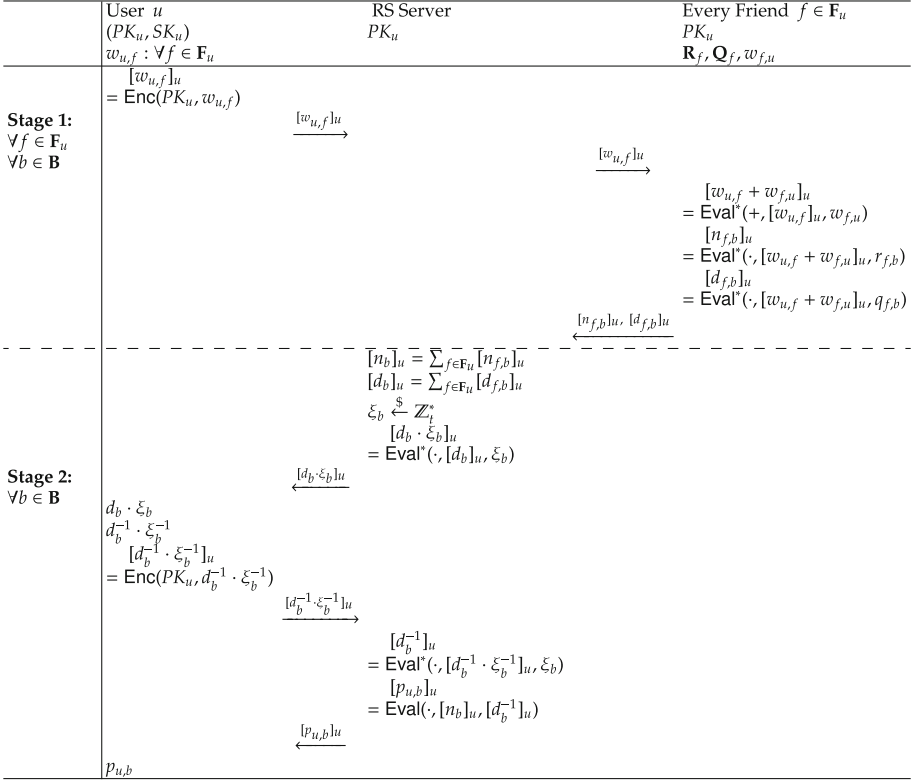 User u RS Server Every Friend f ∈ F_u
(PK_u, SK_u) PK_u PK_u
w_{u,f} : ∀f ∈ F_u R_f, Q_f, w_{f,u}
[w_{u,f}]_u
= Enc(PK_u, w_{u,f})
Stage 1: [w_{u,f}]_u
∀f ∈ F_u
∀b ∈ B [w_{u,f}]_u
[w_{u,f} + w_{f,u}]_u
= Eval*(+, [w_{u,f}]_u, w_{f,u})
[n_{f,b}]_u
= Eval*(·, [w_{u,f} + w_{f,u}]_u, r_{f,b})
[d_{f,b}]_u
= Eval*(·, [w_{u,f} + w_{f,u}]_u, q_{f,b})
[n_{f,b}]_u, [d_{f,b}]_u
[n_b]_u = ∑_{f∈F_u} [n_{f,b}]_u
[d_b]_u = ∑_{f∈F_u} [d_{f,b}]_u
ξ_b ←^$ ℤ_t^*
[d_b · ξ_b]_u
= Eval*(·, [d_b]_u, ξ_b)
Stage 2: [d_b·ξ_b]_u
∀b ∈ B
d_b · ξ_b
d_b^{-1} · ξ_b^{-1}
[d_b^{-1} · ξ_b^{-1}]_u
= Enc(PK_u, d_b^{-1} · ξ_b^{-1})
[d_b^{-1}·ξ_b^{-1}]_u
[d_b^{-1}]_u
= Eval*(·, [d_b^{-1} · ξ_b^{-1}]_u, ξ_b)
[p_{u,b}]_u
= Eval(·, [n_b]_u, [d_b^{-1}]_u)
[p_{u,b}]_u
p_{u,b}